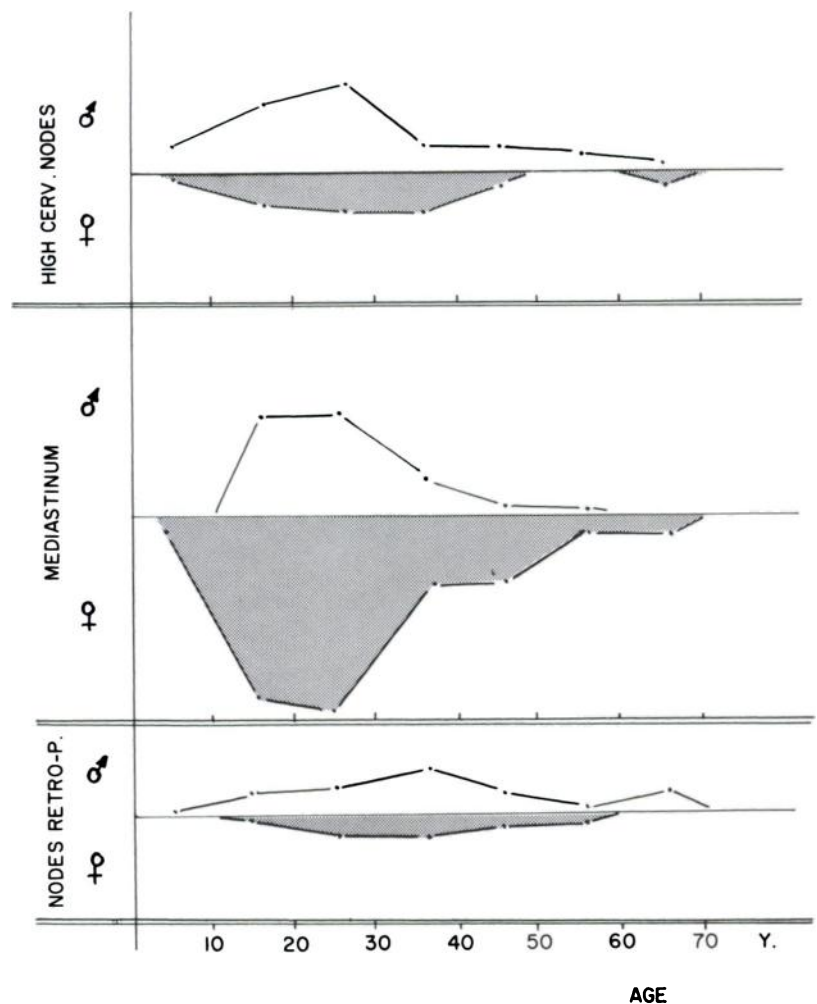 HIGH CERV. NODES
♂
♀
MEDIASTINUM
♂
♀
NODES RETRO-P.
♂
♀
10 20 30 40 50 60 70 Y.
AGE